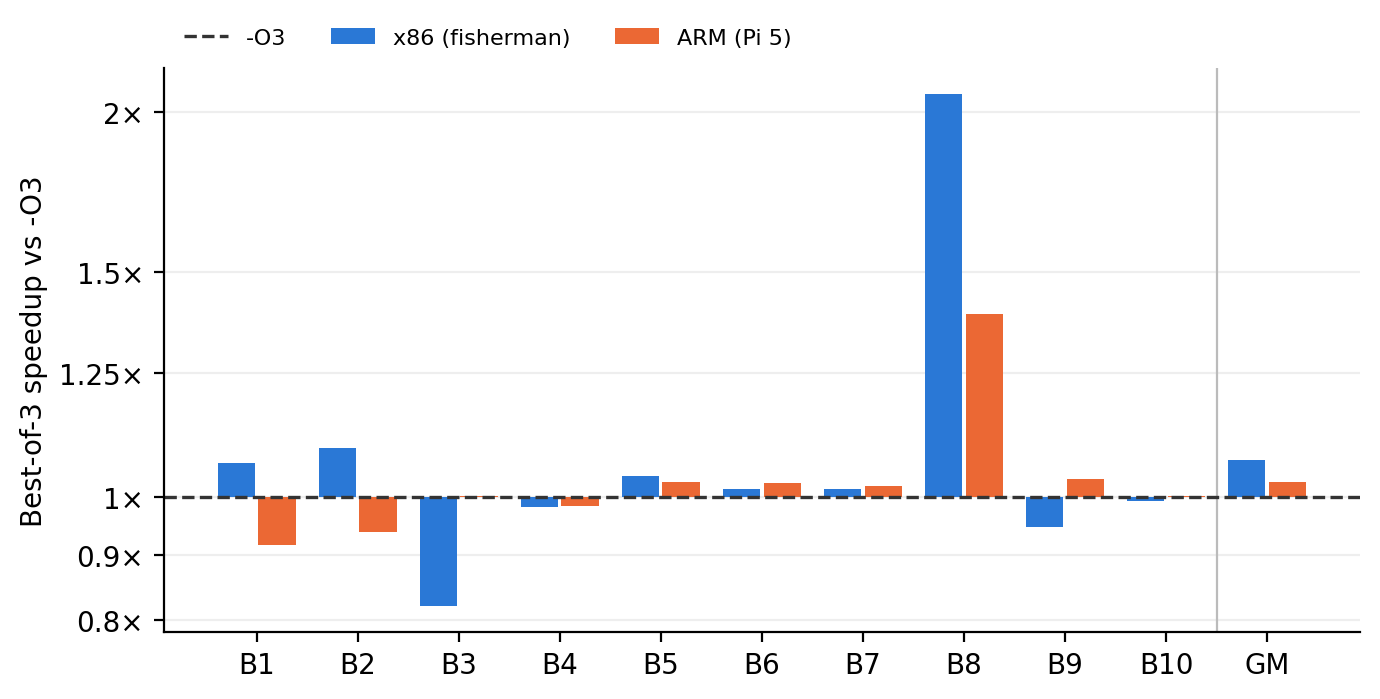 -O3
x86 (fisherman)
ARM (Pi 5)
Best-of-3 speedup vs -O3
2×
1.5×
1.25×
1×
0.9×
0.8×
B1 B2 B3 B4 B5 B6 B7 B8 B9 B10 GM